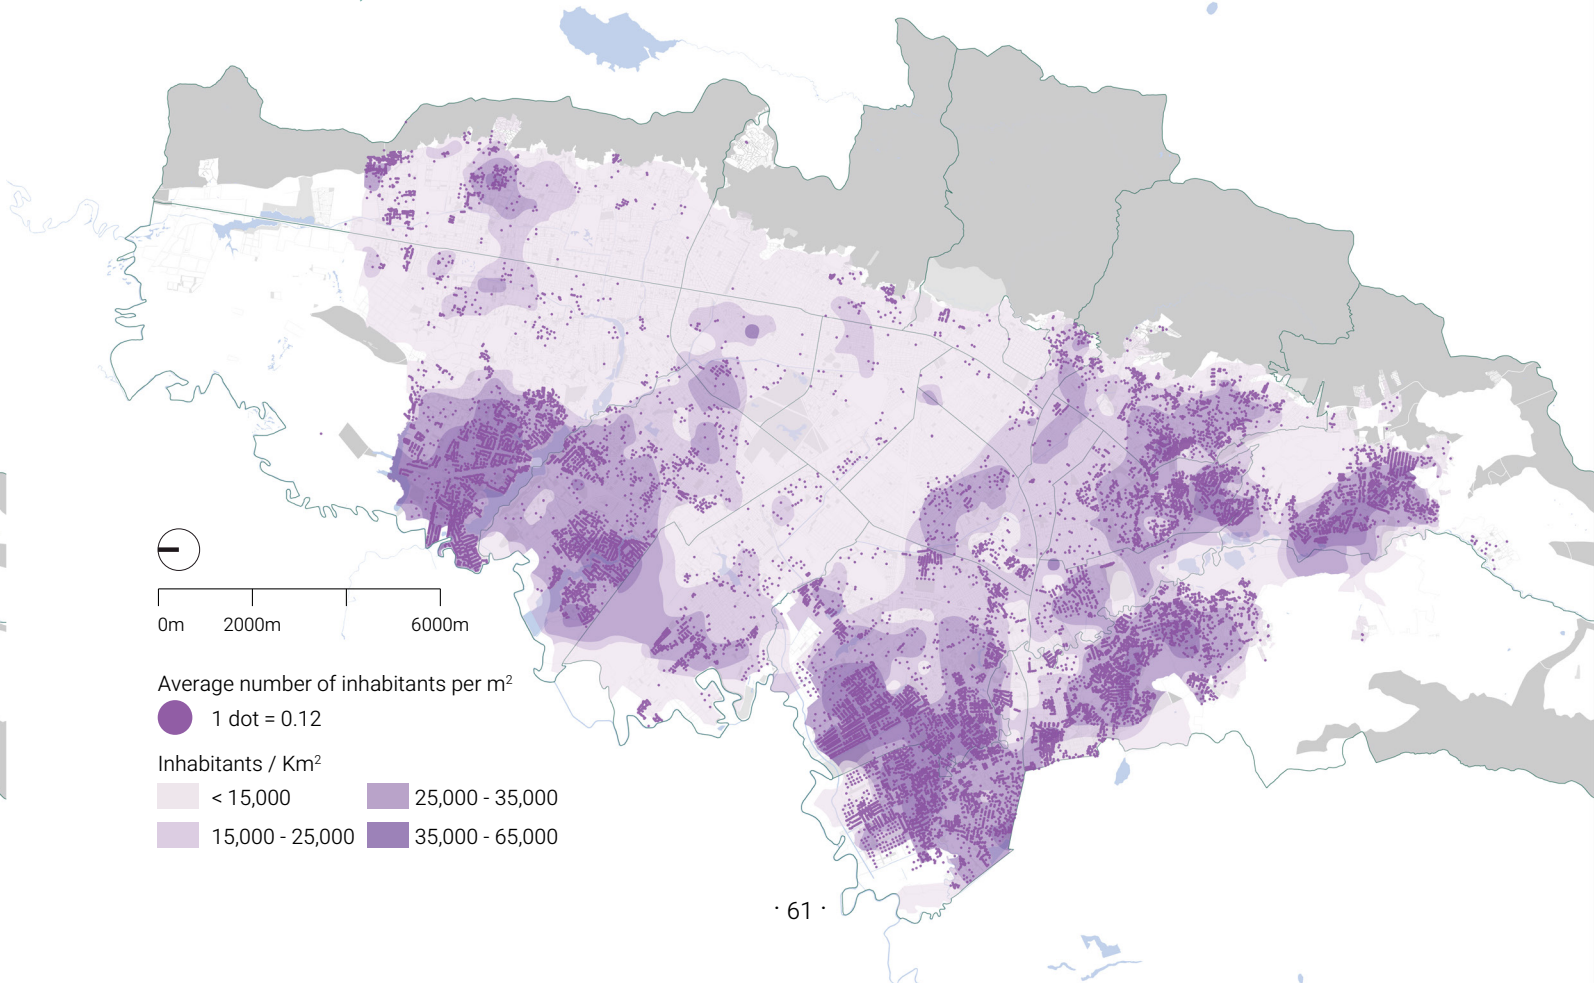 0m 2000m 6000m
Average number of inhabitants per m²
1 dot = 0.12
Inhabitants / Km²
< 15,000 25,000 - 35,000
15,000 - 25,000 35,000 - 65,000
· 61 ·